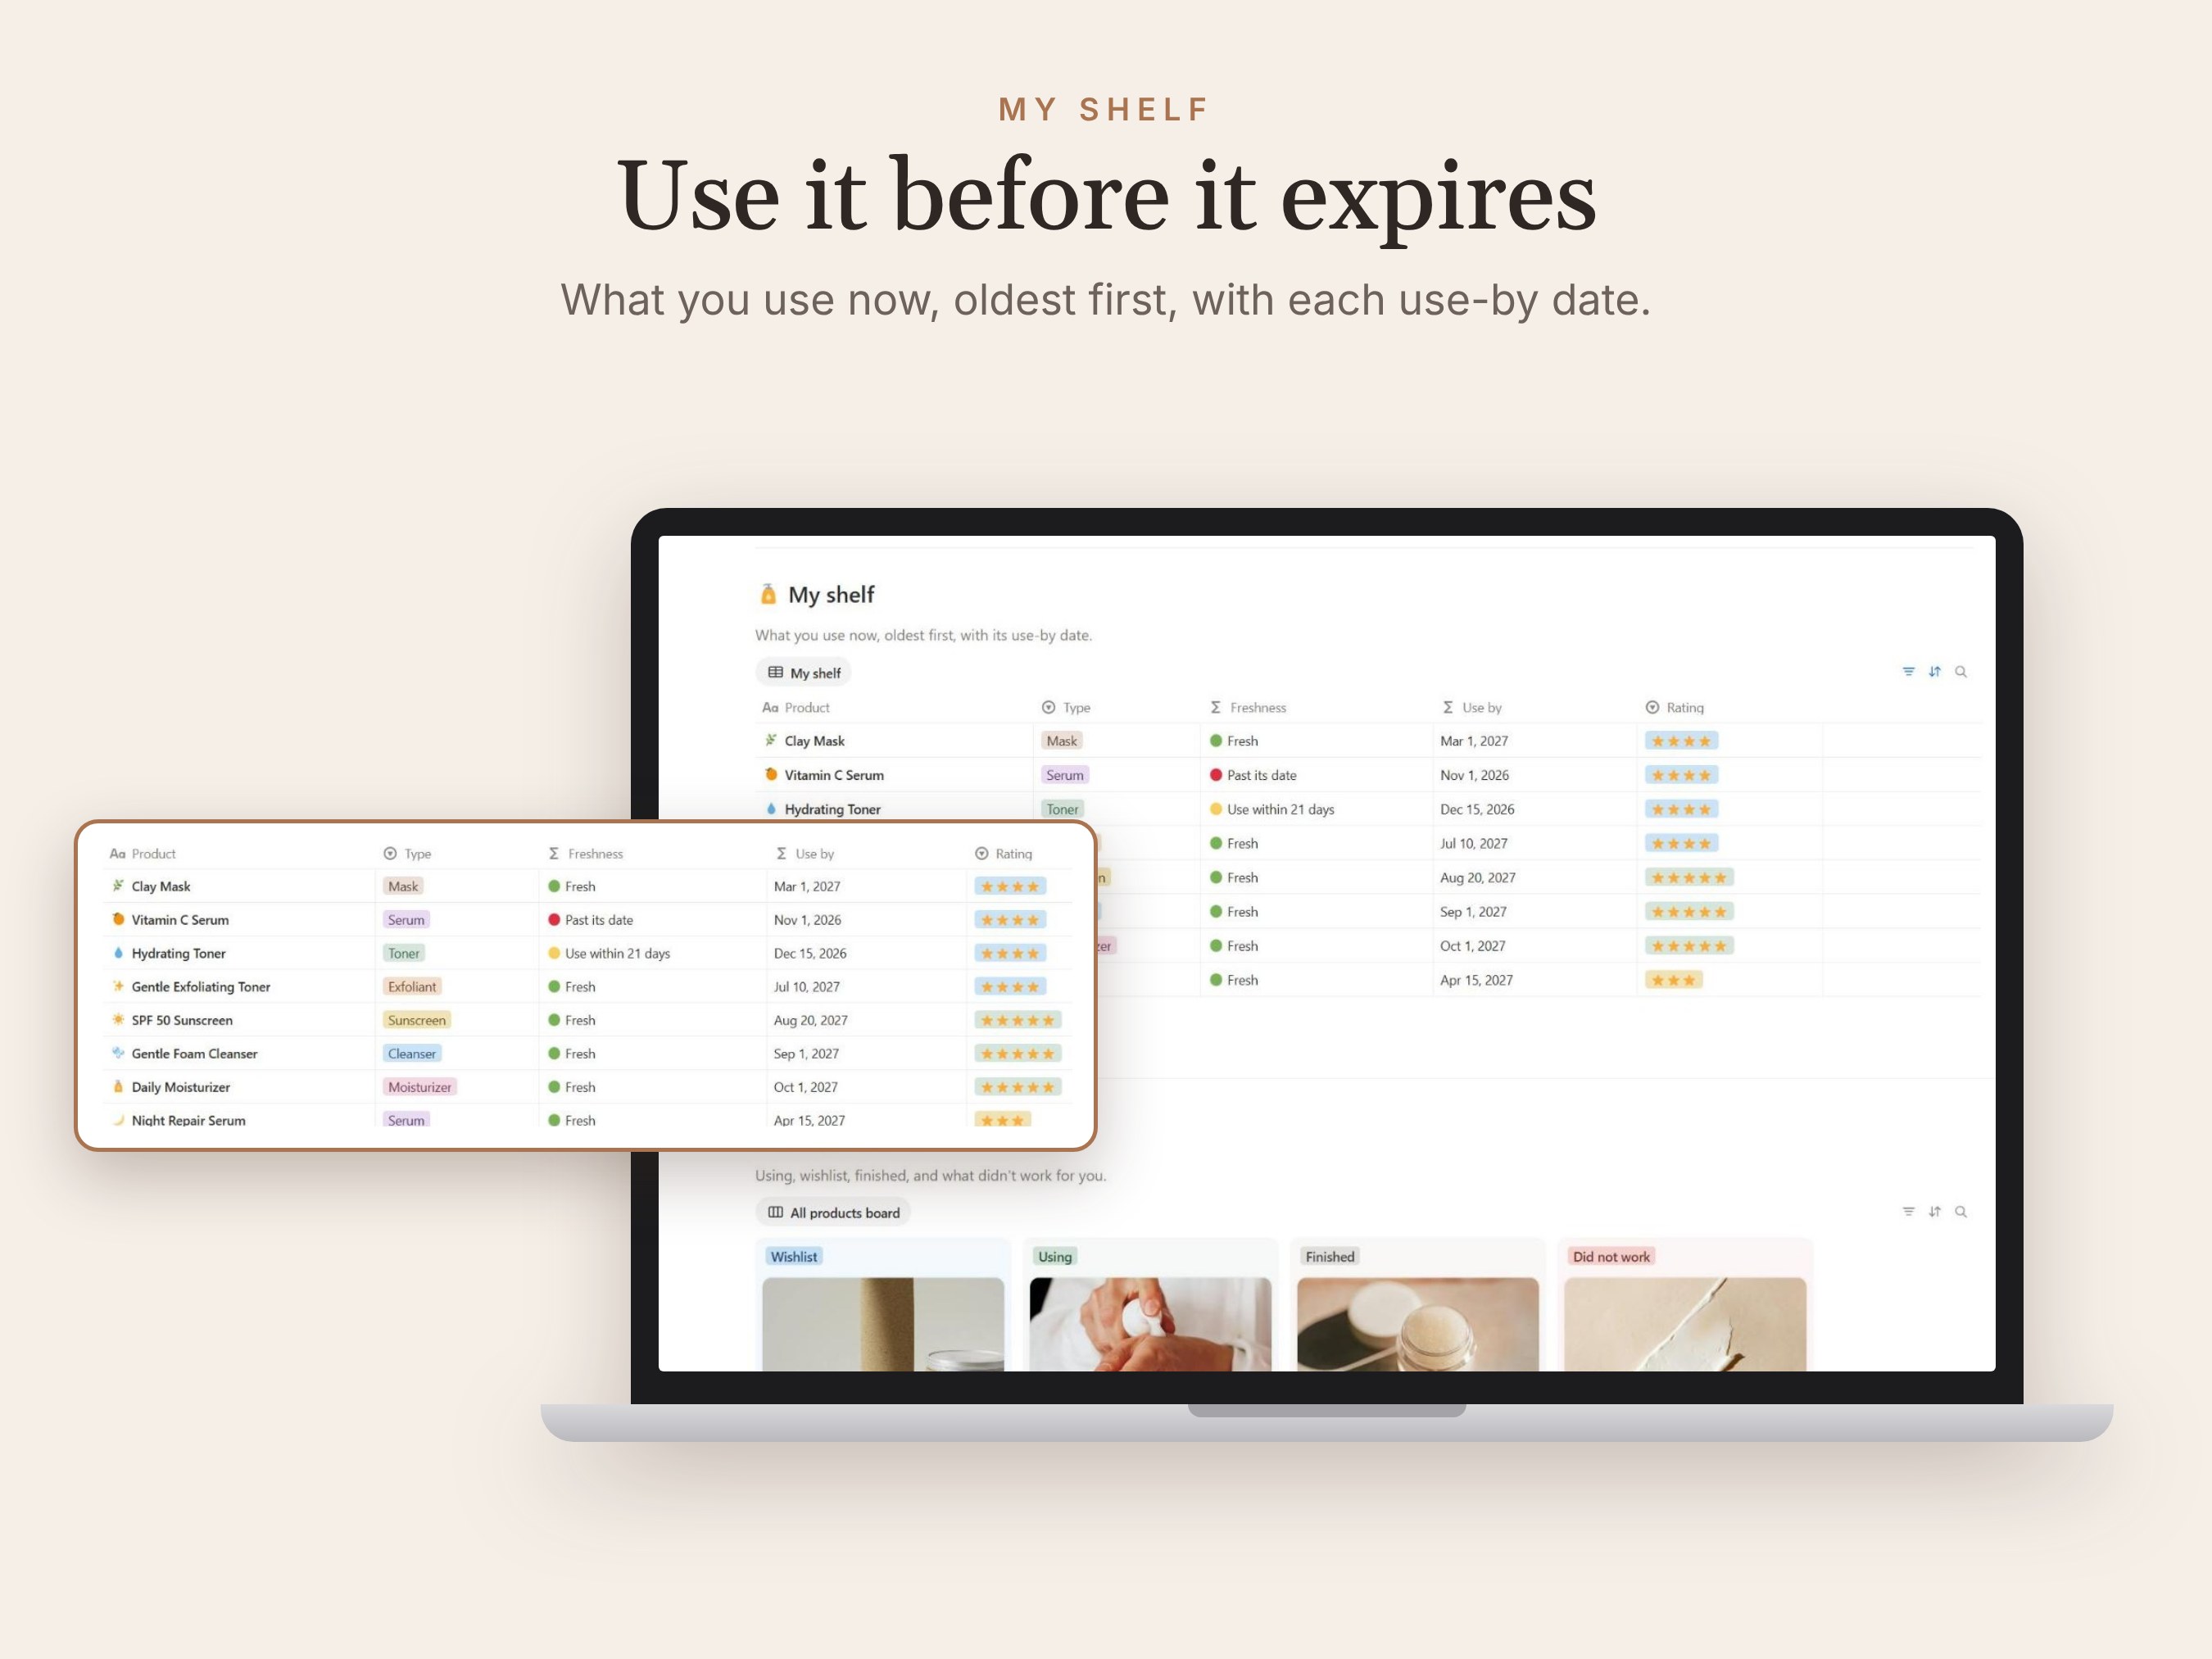 MY SHELF
Use it before it expires
What you use now, oldest first, with each use-by date.
My shelf
What you use now, oldest first, with its use-by date.
My shelf
Aa Product Type Σ Freshness Σ Use by Rating
Clay Mask Mask Fresh Mar 1, 2027 ★★★★
Vitamin C Serum Serum Past its date Nov 1, 2026 ★★★★
Hydrating Toner Toner Use within 21 days Dec 15, 2026 ★★★★
Fresh Jul 10, 2027 ★★★★
n Fresh Aug 20, 2027 ★★★★★
Fresh Sep 1, 2027 ★★★★★
zer Fresh Oct 1, 2027 ★★★★★
Fresh Apr 15, 2027 ★★★
Aa Product Type Σ Freshness Σ Use by Rating
Clay Mask Mask Fresh Mar 1, 2027 ★★★★
Vitamin C Serum Serum Past its date Nov 1, 2026 ★★★★
Hydrating Toner Toner Use within 21 days Dec 15, 2026 ★★★★
Gentle Exfoliating Toner Exfoliant Fresh Jul 10, 2027 ★★★★
SPF 50 Sunscreen Sunscreen Fresh Aug 20, 2027 ★★★★★
Gentle Foam Cleanser Cleanser Fresh Sep 1, 2027 ★★★★★
Daily Moisturizer Moisturizer Fresh Oct 1, 2027 ★★★★★
Night Repair Serum Serum Fresh Apr 15, 2027 ★★★
Using, wishlist, finished, and what didn't work for you.
All products board
Wishlist Using Finished Did not work